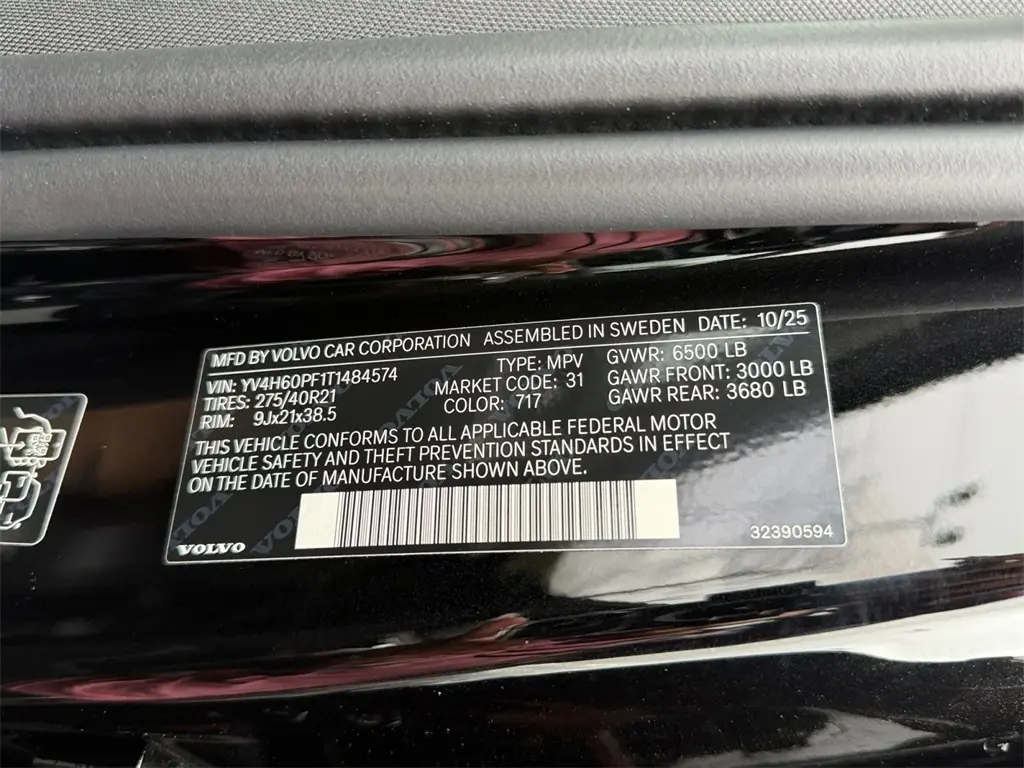 MFD BY VOLVO CAR CORPORATION ASSEMBLED IN SWEDEN DATE: 10/25
VIN: YV4H60PF1T1484574 TYPE: MPV GVWR: 6500 LB
TIRES: 275/40R21 MARKET CODE: 31 GAWR FRONT: 3000 LB
RIM: 9Jx21x38.5 COLOR: 717 GAWR REAR: 3680 LB
THIS VEHICLE CONFORMS TO ALL APPLICABLE FEDERAL MOTOR
VEHICLE SAFETY AND THEFT PREVENTION STANDARDS IN EFFECT
ON THE DATE OF MANUFACTURE SHOWN ABOVE.
VOLVO 32390594